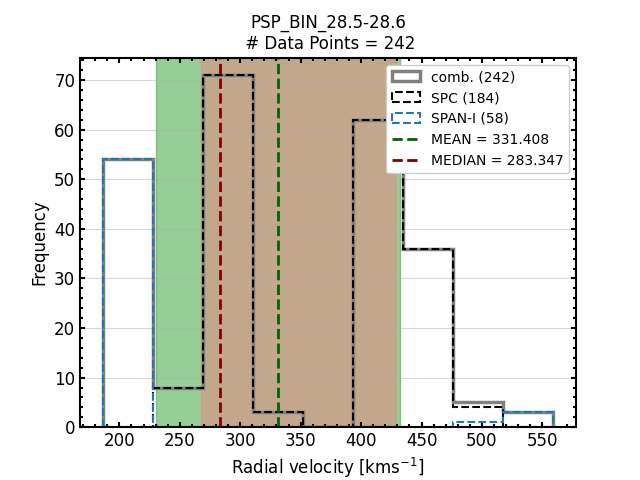 PSP_BIN_28.5-28.6
# Data Points = 242
comb. (242)
SPC (184)
SPAN-I (58)
MEAN = 331.408
MEDIAN = 283.347
Frequency
70
60
50
40
30
20
10
0
200 250 300 350 400 450 500 550
Radial velocity [kms⁻¹]